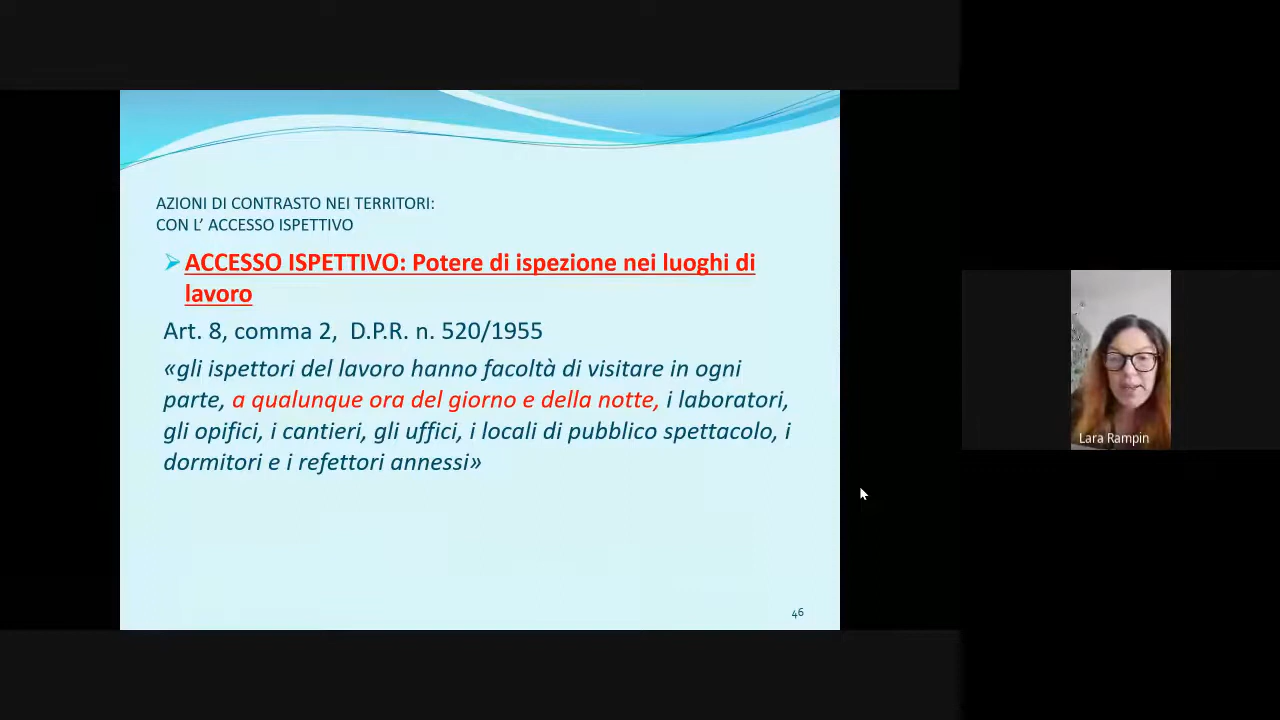 AZIONI DI CONTRASTO NEI TERRITORI:
CON L’ ACCESSO ISPETTIVO
ACCESSO ISPETTIVO: Potere di ispezione nei luoghi di
lavoro
Art. 8, comma 2, D.P.R. n. 520/1955
«gli ispettori del lavoro hanno facoltà di visitare in ogni
parte, a qualunque ora del giorno e della notte, i laboratori,
gli opifici, i cantieri, gli uffici, i locali di pubblico spettacolo, i
dormitori e i refettori annessi»
46
Lara Rampin